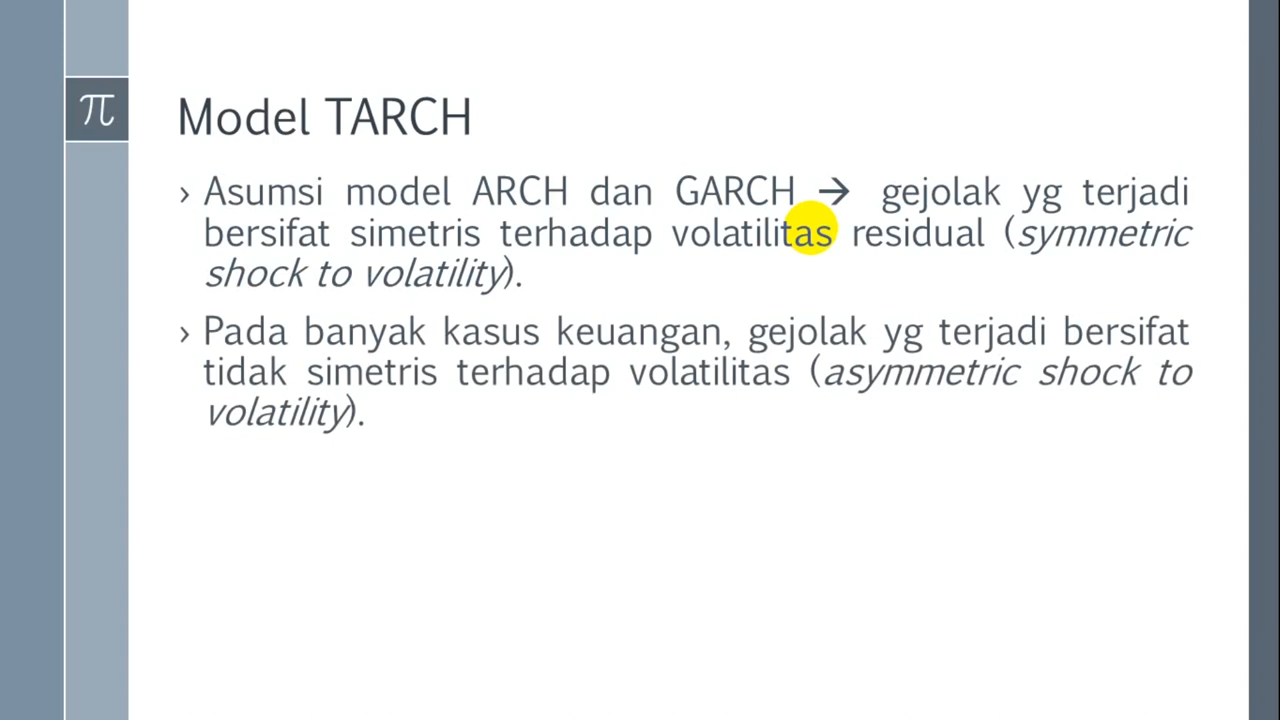 π
Model TARCH
› Asumsi model ARCH dan GARCH → gejolak yg terjadi
bersifat simetris terhadap volatilitas residual (symmetric
shock to volatility).
› Pada banyak kasus keuangan, gejolak yg terjadi bersifat
tidak simetris terhadap volatilitas (asymmetric shock to
volatility).